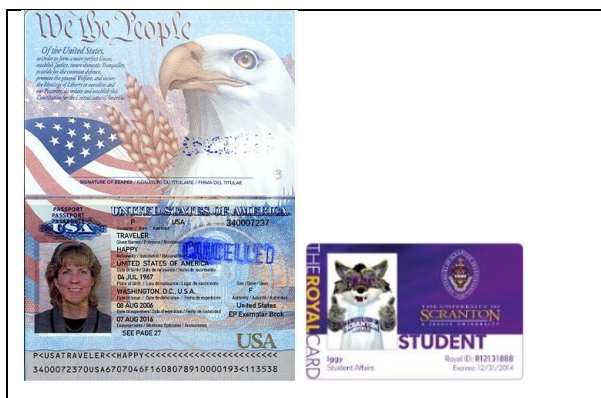 We the People
Of the United States,
in Order to form a more perfect Union,
establish Justice, insure domestic Tranquility,
provide for the common defence,
promote the general Welfare, and secure
the Blessings of Liberty to ourselves and
our Posterity, do ordain and establish this
Constitution for the United States of America.
3
SIGNATURE OF BEARER / SIGNATURE DU TITULAIRE / FIRMA DEL TITULAR
PASSPORT
PASSEPORT
USA
UNITED STATES OF AMERICA
P USA 340007237
TRAVELER
HAPPY
CANCELLED
UNITED STATES OF AMERICA
04 JUL 1967
WASHINGTON, D.C., U.S.A. F
08 AUG 2006 United States
07 AUG 2016 EP Exemplar Book
SEE PAGE 27
USA
P<USATRAVELER<<HAPPY<<<<<<<<<<<<<<<<<<<<<<<<
3400072370USA6707046F1608078910000193<113538
THE ROYAL CARD
THE UNIVERSITY OF
SCRANTON
A JESUIT UNIVERSITY
STUDENT
Iggy
Student Affairs
Royal ID: R12131888
Expires: 12/31/2014